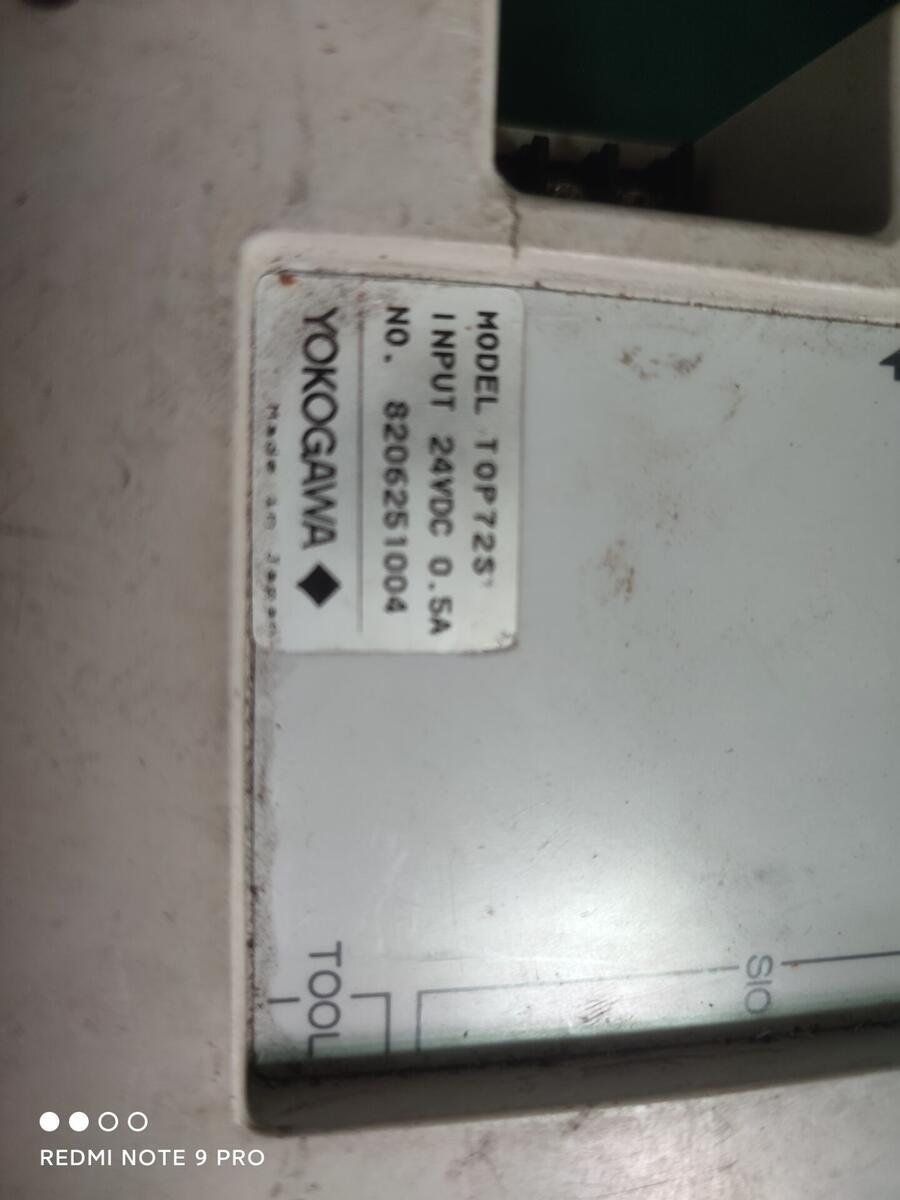 MODEL TOP72S
INPUT 24VDC 0.5A
NO. 8206251004
YOKOGAWA
Made in Japan
TOOL
SIO
REDMI NOTE 9 PRO